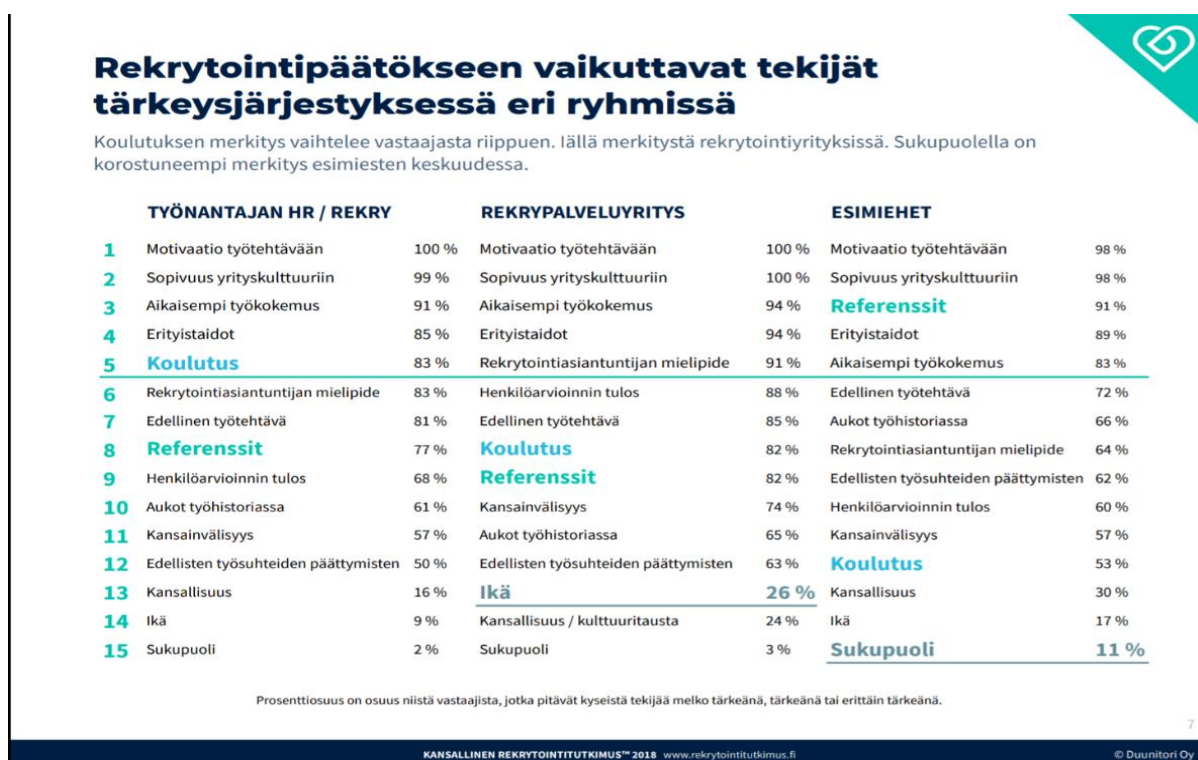 Rekrytointipäätökseen vaikuttavat tekijät
tärkeysjärjestyksessä eri ryhmissä
Koulutuksen merkitys vaihtelee vastaajasta riippuen. Iällä merkitystä rekrytointiyrityksissä. Sukupuolella on
korostuneempi merkitys esimiesten keskuudessa.
TYÖNANTAJAN HR / REKRY REKRYPALVELUYRITYS ESIMIEHET
1 Motivaatio työtehtävään 100 % Motivaatio työtehtävään 100 % Motivaatio työtehtävään 98 %
2 Sopivuus yrityskulttuuriin 99 % Sopivuus yrityskulttuuriin 100 % Sopivuus yrityskulttuuriin 98 %
3 Aikaisempi työkokemus 91 % Aikaisempi työkokemus 94 % Referenssit 91 %
4 Erityistaidot 85 % Erityistaidot 94 % Erityistaidot 89 %
5 Koulutus 83 % Rekrytointiasiantuntijan mielipide 91 % Aikaisempi työkokemus 83 %
6 Rekrytointiasiantuntijan mielipide 83 % Henkilöarvioinnin tulos 88 % Edellinen työtehtävä 72 %
7 Edellinen työtehtävä 81 % Edellinen työtehtävä 85 % Aukot työhistoriassa 66 %
8 Referenssit 77 % Koulutus 82 % Rekrytointiasiantuntijan mielipide 64 %
9 Henkilöarvioinnin tulos 68 % Referenssit 82 % Edellisten työsuhteiden päättymisten 62 %
10 Aukot työhistoriassa 61 % Kansainvälisyys 74 % Henkilöarvioinnin tulos 60 %
11 Kansainvälisyys 57 % Aukot työhistoriassa 65 % Kansainvälisyys 57 %
12 Edellisten työsuhteiden päättymisten 50 % Edellisten työsuhteiden päättymisten 63 % Koulutus 53 %
13 Kansallisuus 16 % Ikä 26 % Kansallisuus 30 %
14 Ikä 9 % Kansallisuus / kulttuuritausta 24 % Ikä 17 %
15 Sukupuoli 2 % Sukupuoli 3 % Sukupuoli 11 %
Prosenttiosuus on osuus niistä vastaajista, jotka pitävät kyseistä tekijää melko tärkeänä, tärkeänä tai erittäin tärkeänä.
7
KANSALLINEN REKRYTOINTITUTKIMUS™ 2018 www.rekrytointitutkimus.fi © Duunitori Oy